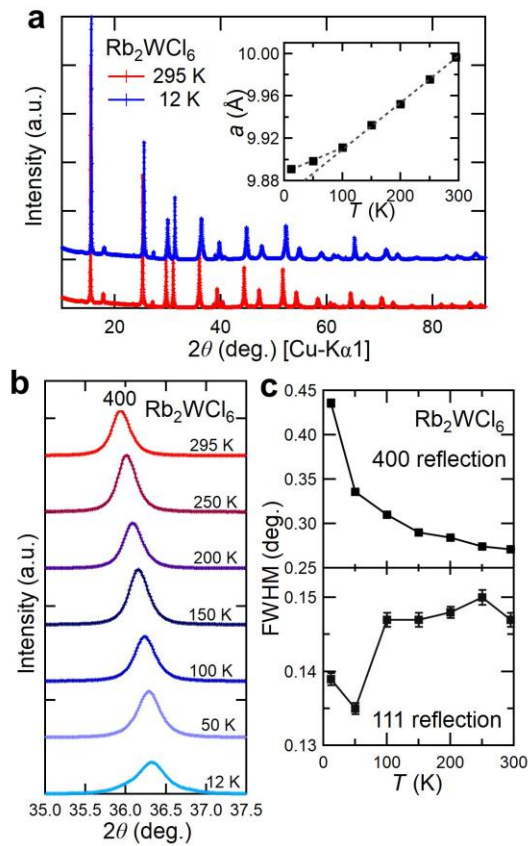 a
Rb₂WCl₆
295 K
12 K
Intensity (a.u.)
2θ (deg.) [Cu-Kα1]
20 40 60 80
a (Å)
10.00
9.96
9.92
9.88
0 100 200 300
T (K)
b
400
Rb₂WCl₆
295 K
250 K
200 K
150 K
100 K
50 K
12 K
Intensity (a.u.)
35.0 35.5 36.0 36.5 37.0 37.5
2θ (deg.)
c
Rb₂WCl₆
400 reflection
0.45
0.40
0.35
0.30
0.25
FWHM (deg.)
0.15
0.14
0.13
111 reflection
0 100 200 300
T (K)